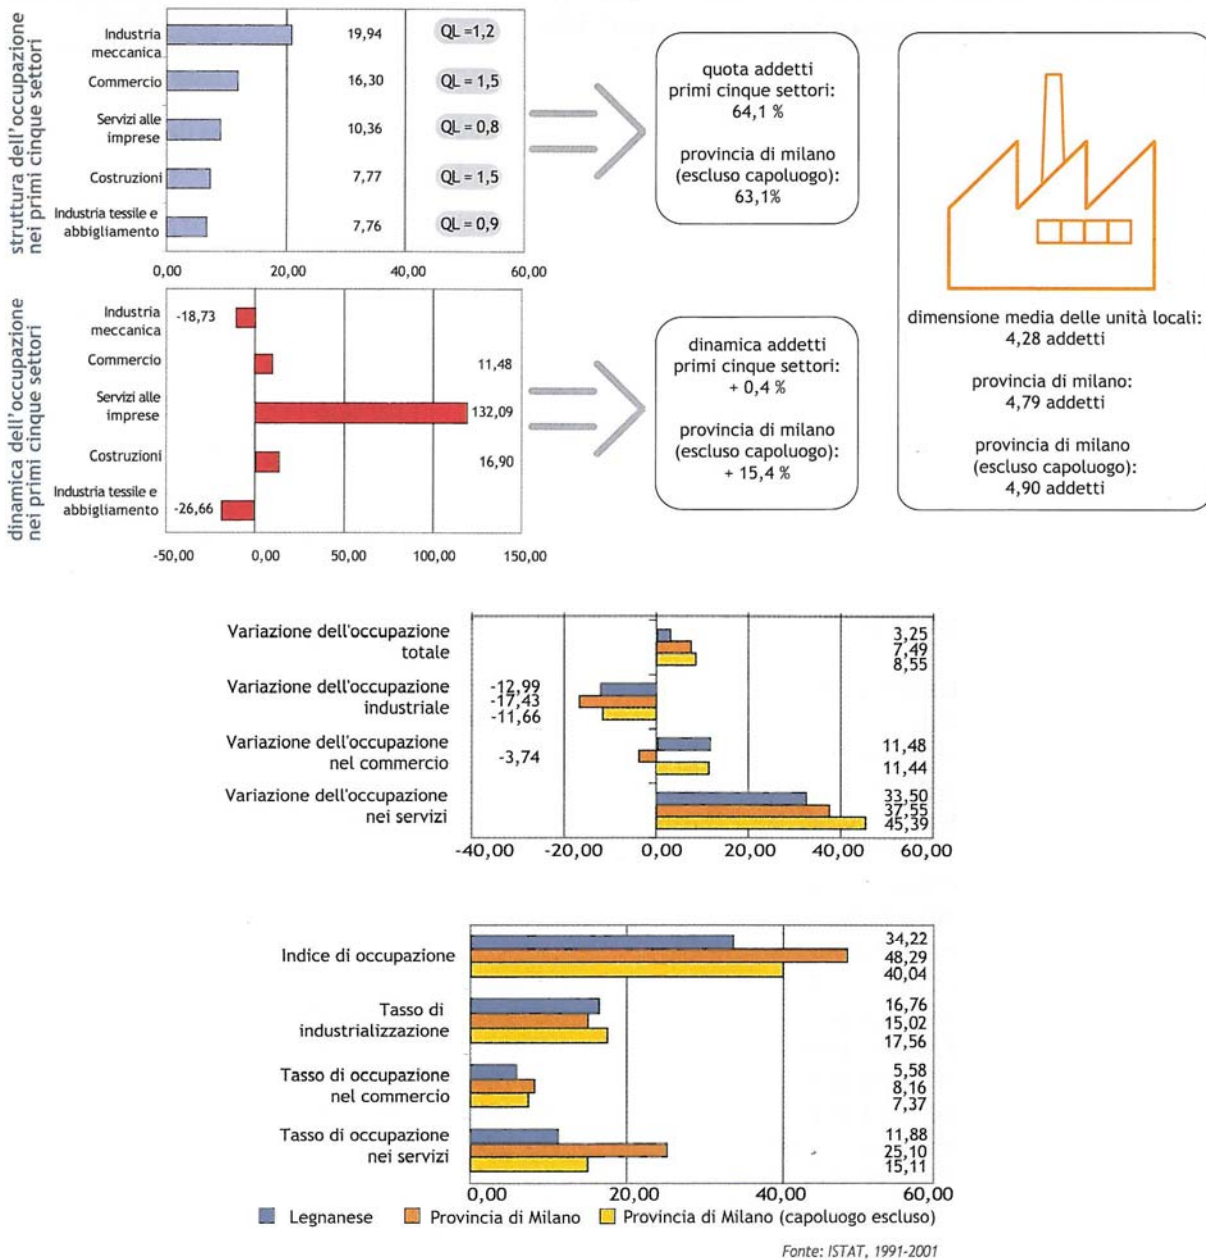 struttura dell'occupazione
nei primi cinque settori
Industria
meccanica
19,94
QL =1,2
Commercio
16,30
QL = 1,5
Servizi alle
imprese
10,36
QL = 0,8
Costruzioni
7,77
QL = 1,5
Industria tessile e
abbigliamento
7,76
QL = 0,9
0,00
20,00
40,00
60,00
quota addetti
primi cinque settori:
64,1 %
provincia di milano
(escluso capoluogo):
63,1%
dinamica dell'occupazione
nei primi cinque settori
Industria
meccanica
-18,73
Commercio
11,48
Servizi alle
imprese
132,09
Costruzioni
16,90
Industria tessile e
abbigliamento
-26,66
-50,00
0,00
50,00
100,00
150,00
dinamica addetti
primi cinque settori:
+ 0,4 %
provincia di milano
(escluso capoluogo):
+ 15,4 %
dimensione media delle unità locali:
4,28 addetti
provincia di milano:
4,79 addetti
provincia di milano
(escluso capoluogo):
4,90 addetti
Variazione dell'occupazione
totale
3,25
7,49
8,55
Variazione dell'occupazione
industriale
-12,99
-17,43
-11,66
Variazione dell'occupazione
nel commercio
-3,74
11,48
11,44
Variazione dell'occupazione
nei servizi
33,50
37,55
45,39
-40,00
-20,00
0,00
20,00
40,00
60,00
Indice di occupazione
34,22
48,29
40,04
Tasso di
industrializzazione
16,76
15,02
17,56
Tasso di occupazione
nel commercio
5,58
8,16
7,37
Tasso di occupazione
nei servizi
11,88
25,10
15,11
0,00
20,00
40,00
60,00
Legnanese
Provincia di Milano
Provincia di Milano (capoluogo escluso)
Fonte: ISTAT, 1991-2001